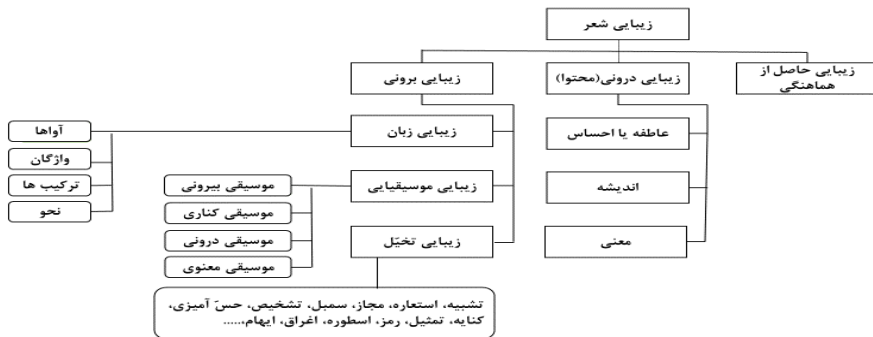 زیبایی شعر
زیبایی حاصل از
هماهنگی
زیبایی درونی(محتوا)
زیبایی برونی
عاطفه یا احساس
اندیشه
معنی
زیبایی زبان
آواها
واژگان
ترکیب ها
نحو
زیبایی موسیقیایی
موسیقی بیرونی
موسیقی کناری
موسیقی درونی
موسیقی معنوی
زیبایی تخیّل
تشبیه، استعاره، مجاز، سمبل، تشخیص، حسّ آمیزی،
کنایه، تمثیل، رمز، اسطوره، اغراق، ایهام،.....